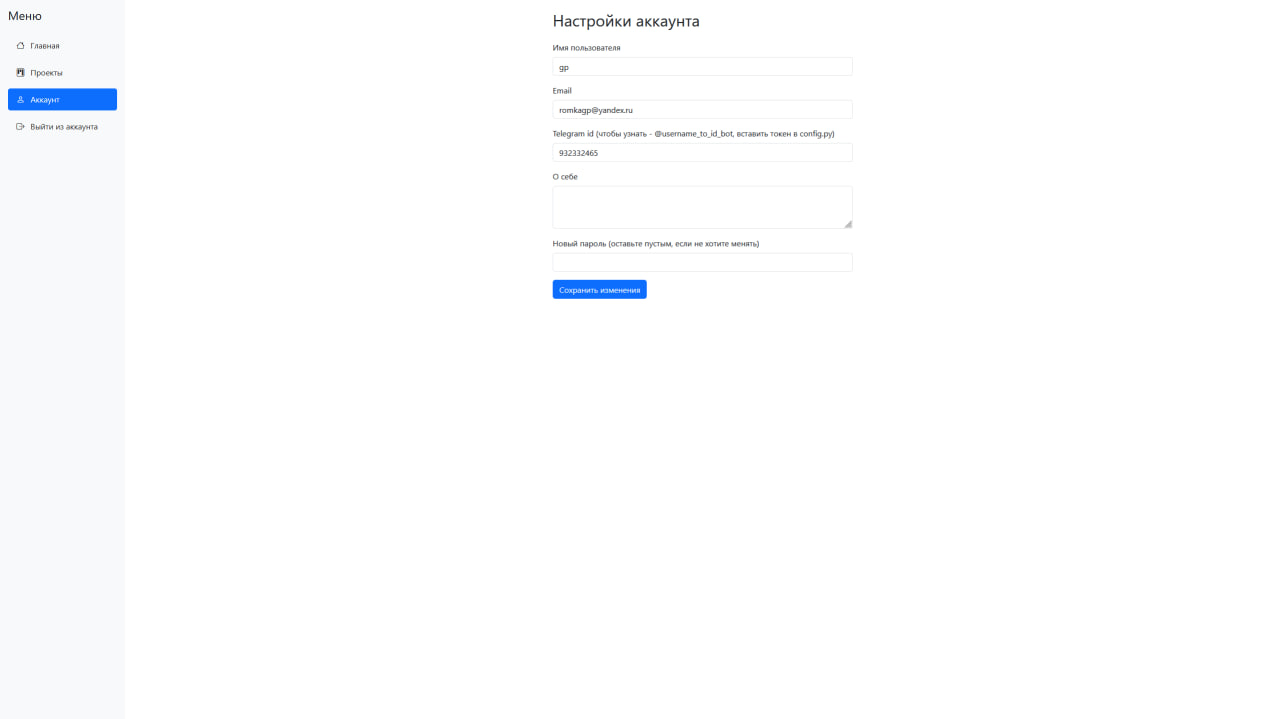 Меню
Главная
Проекты
Аккаунт
Выйти из аккаунта
Настройки аккаунта
Имя пользователя
gp
Email
romkagp@yandex.ru
Telegram id (чтобы узнать - @username_to_id_bot, вставить токен в config.py)
932332465
О себе
Новый пароль (оставьте пустым, если не хотите менять)
Сохранить изменения